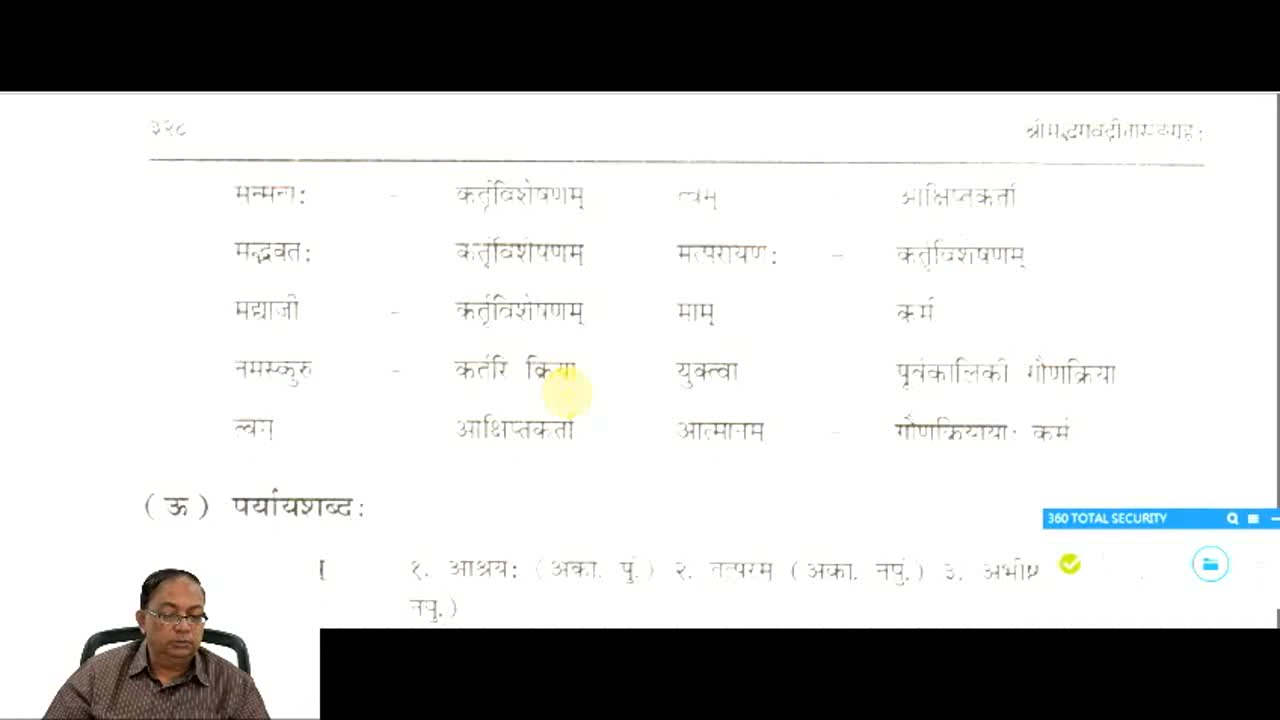 ३२८ श्रीमद्भगवद्गीतासङ्ग्रहः
मन्मनाः - कर्तृविशेषणम् त्वम् - आक्षिप्तकर्ता
मद्भक्तः कर्तृविशेषणम् मत्परायणः - कर्तृविशेषणम्
मद्याजी - कर्तृविशेषणम् माम् कर्म
नमस्कुरु - कर्तरि क्रिया युक्त्वा पूर्वकालिकी गौणक्रिया
त्वम् आक्षिप्तकर्ता आत्मानम् - गौणक्रियायाः कर्म
(ऊ) पर्यायशब्दः
360 TOTAL SECURITY
१. आश्रयः (अका. पुं.) २. तत्परम् (अका. नपुं.) ३.
नपुं.)